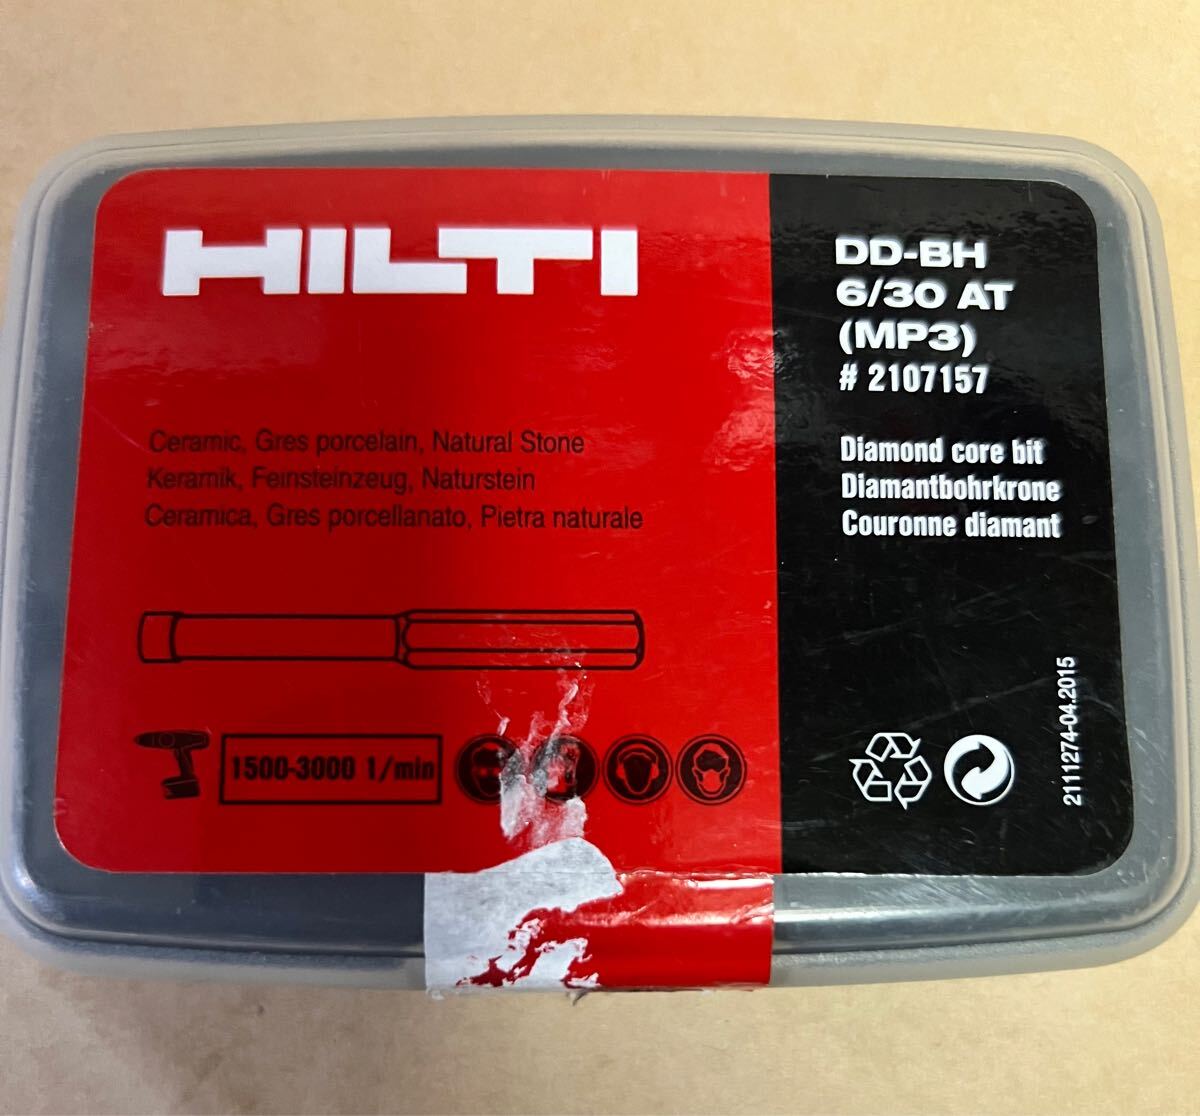 HILTI
Ceramic, Gres porcelain, Natural Stone
Keramik, Feinsteinzeug, Naturstein
Ceramica, Gres porcellanato, Pietra naturale
1500-3000 1/min
DD-BH
6/30 AT
(MP3)
# 2107157
Diamond core bit
Diamantbohrkrone
Couronne diamant
2111274-04.2015